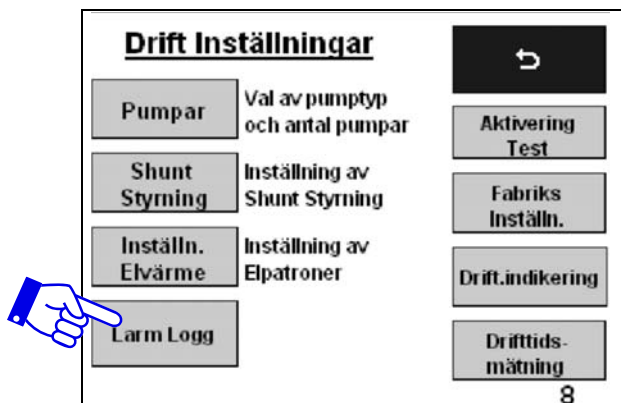 Drift Inställningar
Pumpar
Val av pumptyp
och antal pumpar
Shunt
Styrning
Inställning av
Shunt Styrning
Inställn.
Elvärme
Inställning av
Elpatroner
Larm Logg
Aktivering
Test
Fabriks
Inställn.
Drift.indikering
Drifttids-
mätning
8